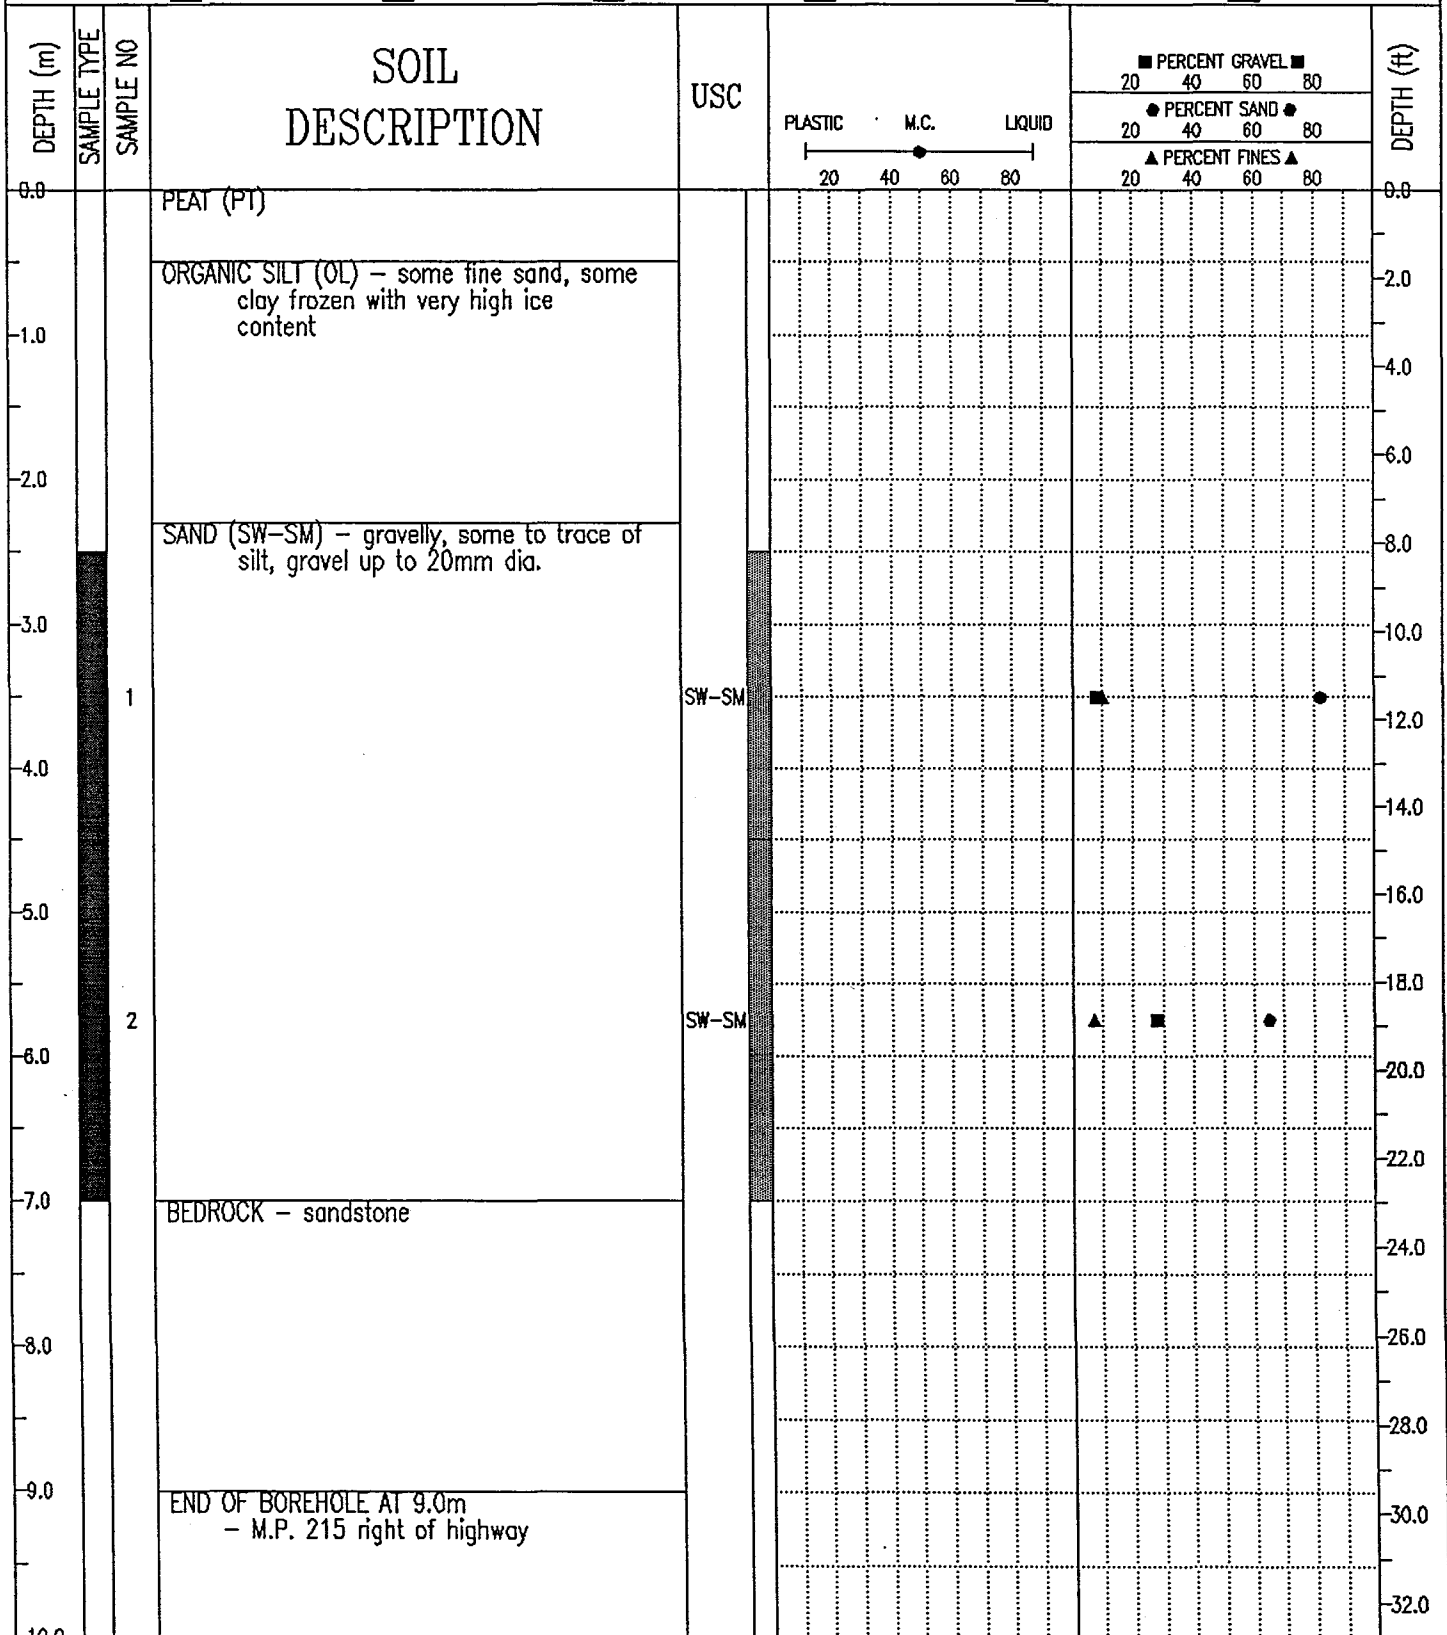 DEPTH (m)
SAMPLE TYPE
SAMPLE NO
SOIL
DESCRIPTION
USC
PLASTIC M.C. LIQUID
20 40 60 80
■ PERCENT GRAVEL ■
20 40 60 80
● PERCENT SAND ●
20 40 60 80
▲ PERCENT FINES ▲
20 40 60 80
DEPTH (ft)
0.0
PEAT (PT)
0.0
ORGANIC SILT (OL) – some fine sand, some
clay frozen with very high ice
content
2.0
1.0
4.0
6.0
2.0
SAND (SW–SM) – gravelly, some to trace of
silt, gravel up to 20mm dia.
8.0
3.0
10.0
1
SW–SM
12.0
4.0
14.0
16.0
5.0
18.0
2
SW–SM
6.0
20.0
22.0
7.0
BEDROCK – sandstone
24.0
8.0
26.0
28.0
9.0
END OF BOREHOLE AT 9.0m
– M.P. 215 right of highway
30.0
32.0